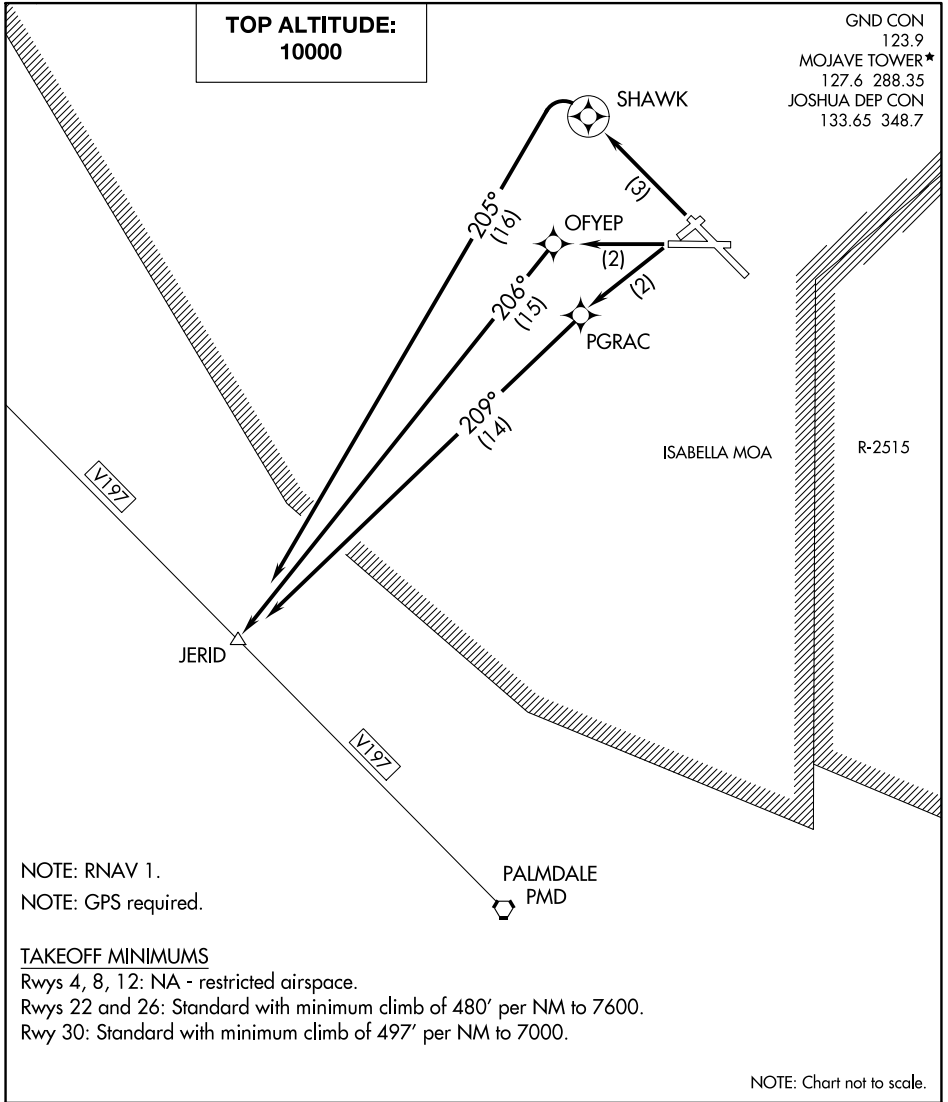 TOP ALTITUDE:
10000
GND CON
123.9
MOJAVE TOWER★
127.6 288.35
JOSHUA DEP CON
133.65 348.7
SHAWK
(3)
205°
(16)
OFYEP
(2)
206°
(15)
(2)
PGRAC
209°
(14)
ISABELLA MOA
R-2515
V197
JERID
V197
PALMDALE
PMD
NOTE: RNAV 1.
NOTE: GPS required.
TAKEOFF MINIMUMS
Rwys 4, 8, 12: NA - restricted airspace.
Rwys 22 and 26: Standard with minimum climb of 480' per NM to 7600.
Rwy 30: Standard with minimum climb of 497' per NM to 7000.
NOTE: Chart not to scale.